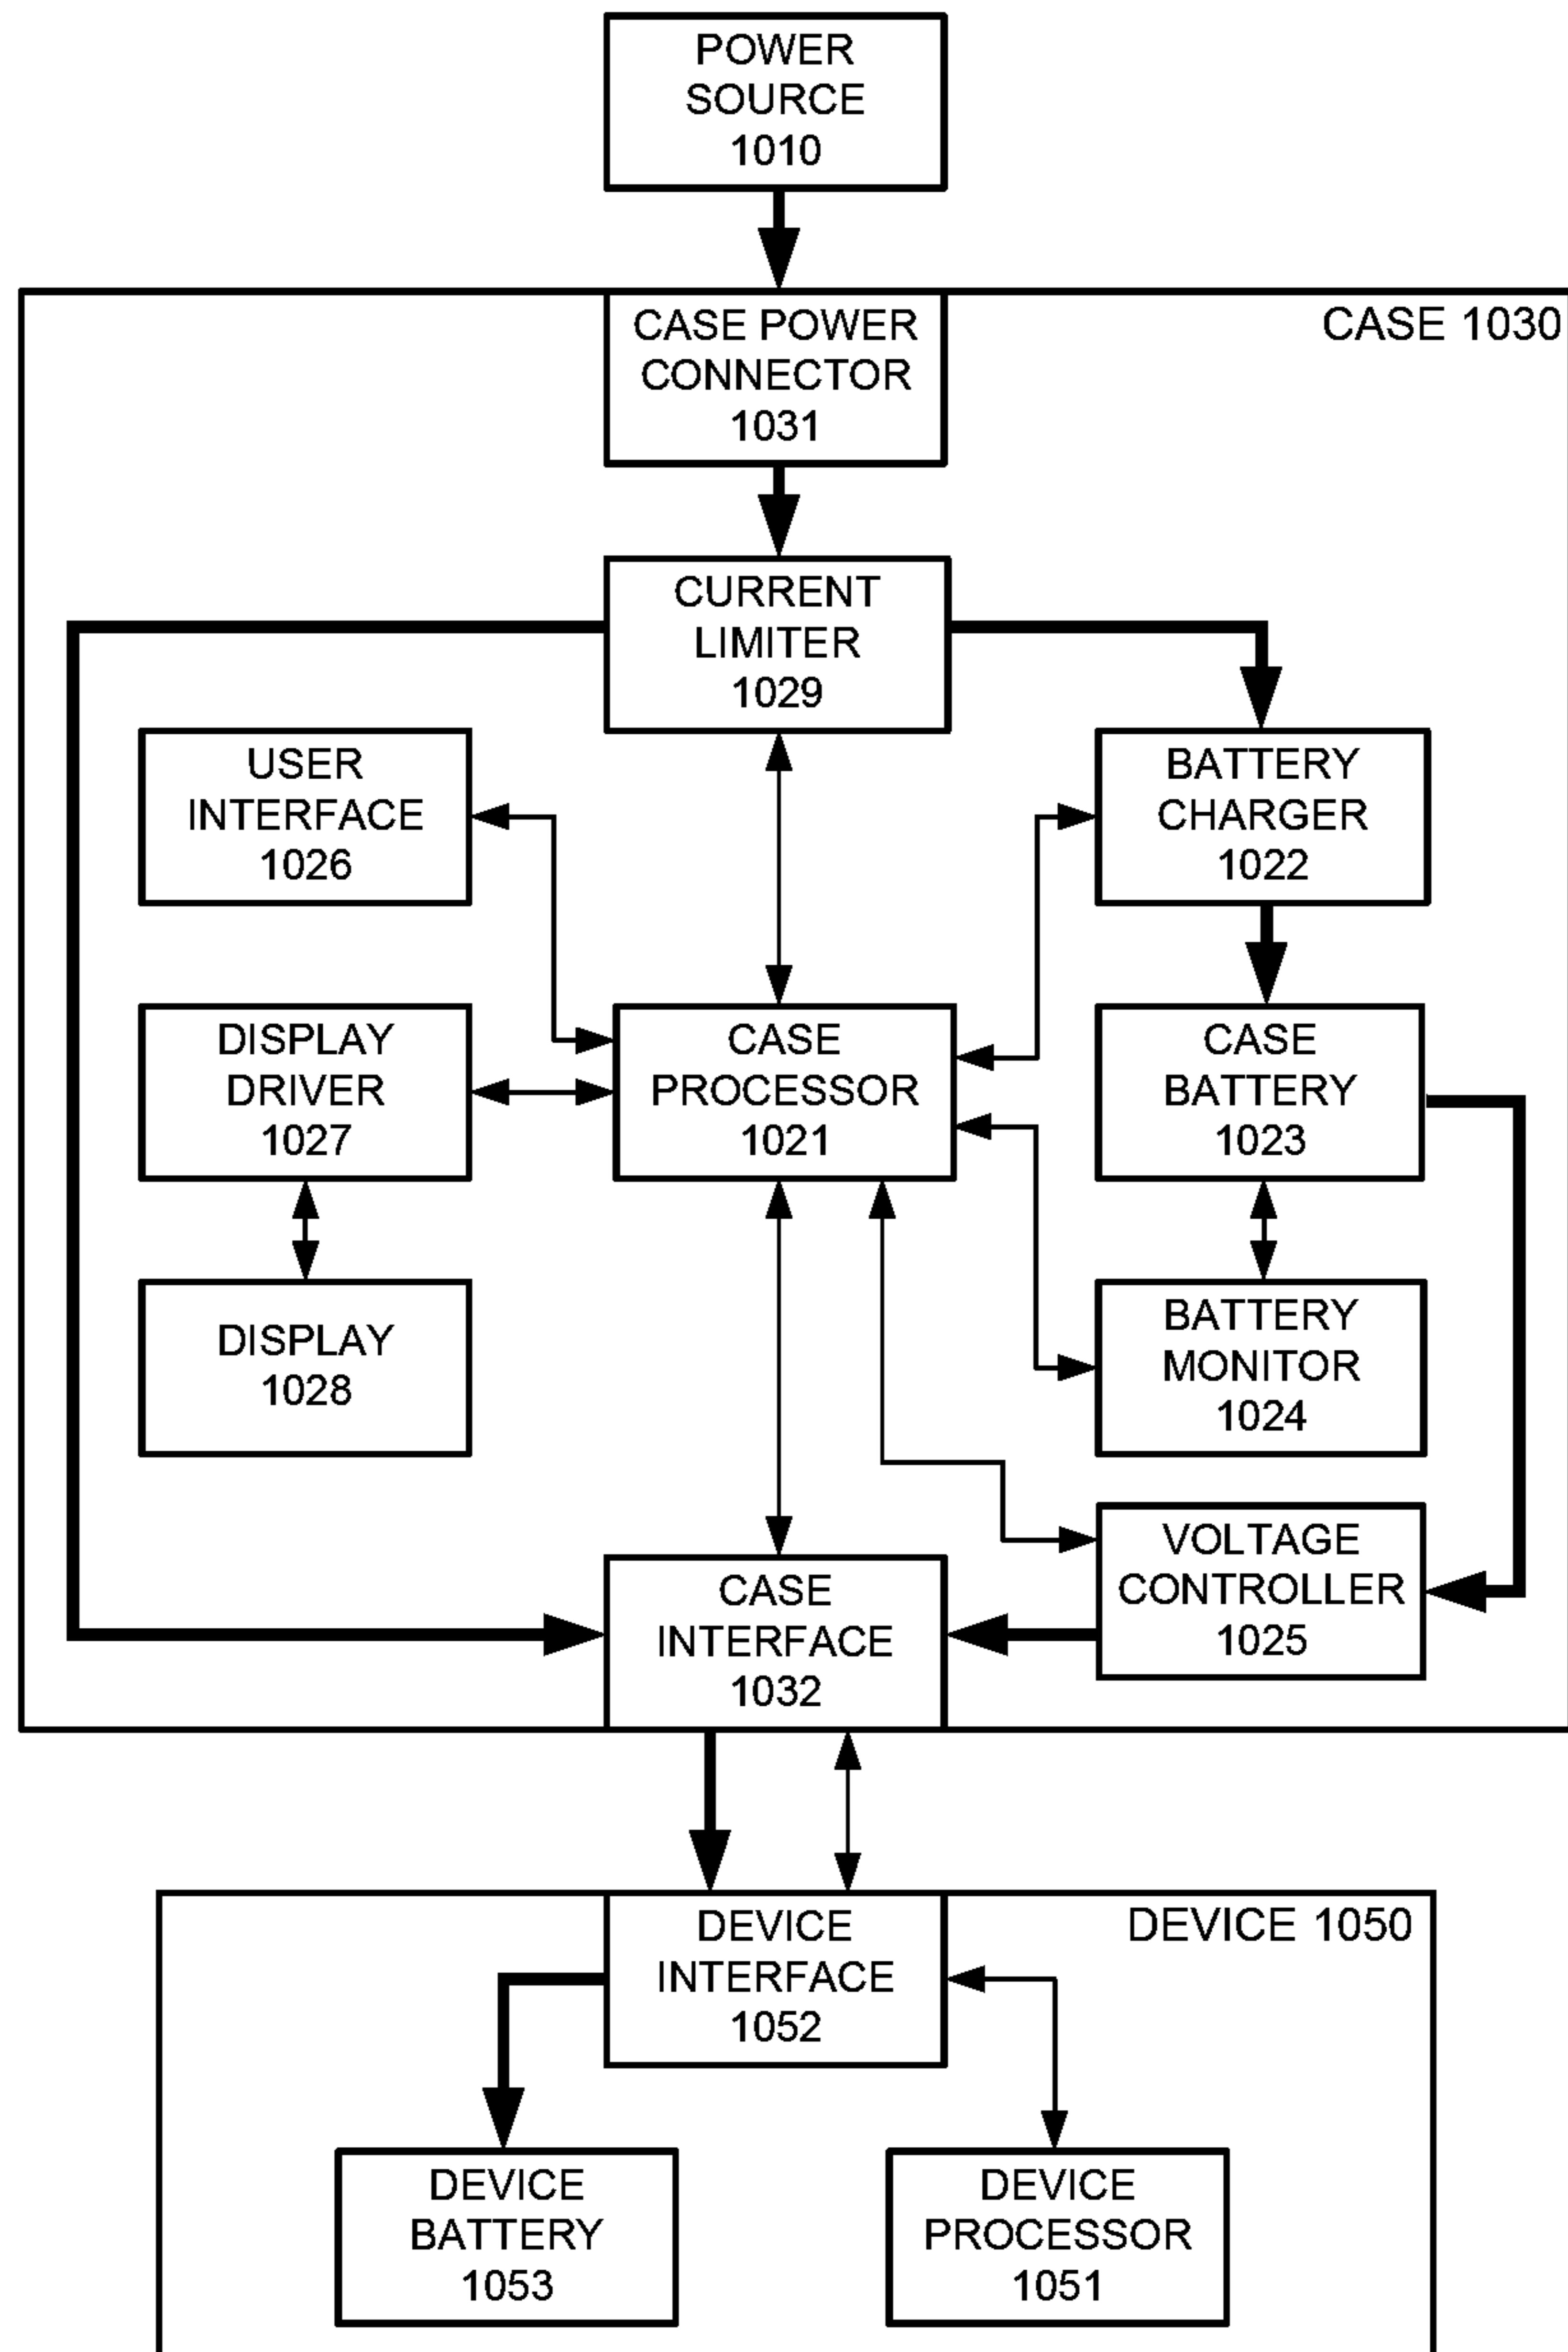 POWER
SOURCE
1010
CASE POWER
CONNECTOR
1031
CASE 1030
CURRENT
LIMITER
1029
USER
INTERFACE
1026
BATTERY
CHARGER
1022
DISPLAY
DRIVER
1027
CASE
PROCESSOR
1021
CASE
BATTERY
1023
DISPLAY
1028
BATTERY
MONITOR
1024
VOLTAGE
CONTROLLER
1025
CASE
INTERFACE
1032
DEVICE
INTERFACE
1052
DEVICE 1050
DEVICE
BATTERY
1053
DEVICE
PROCESSOR
1051